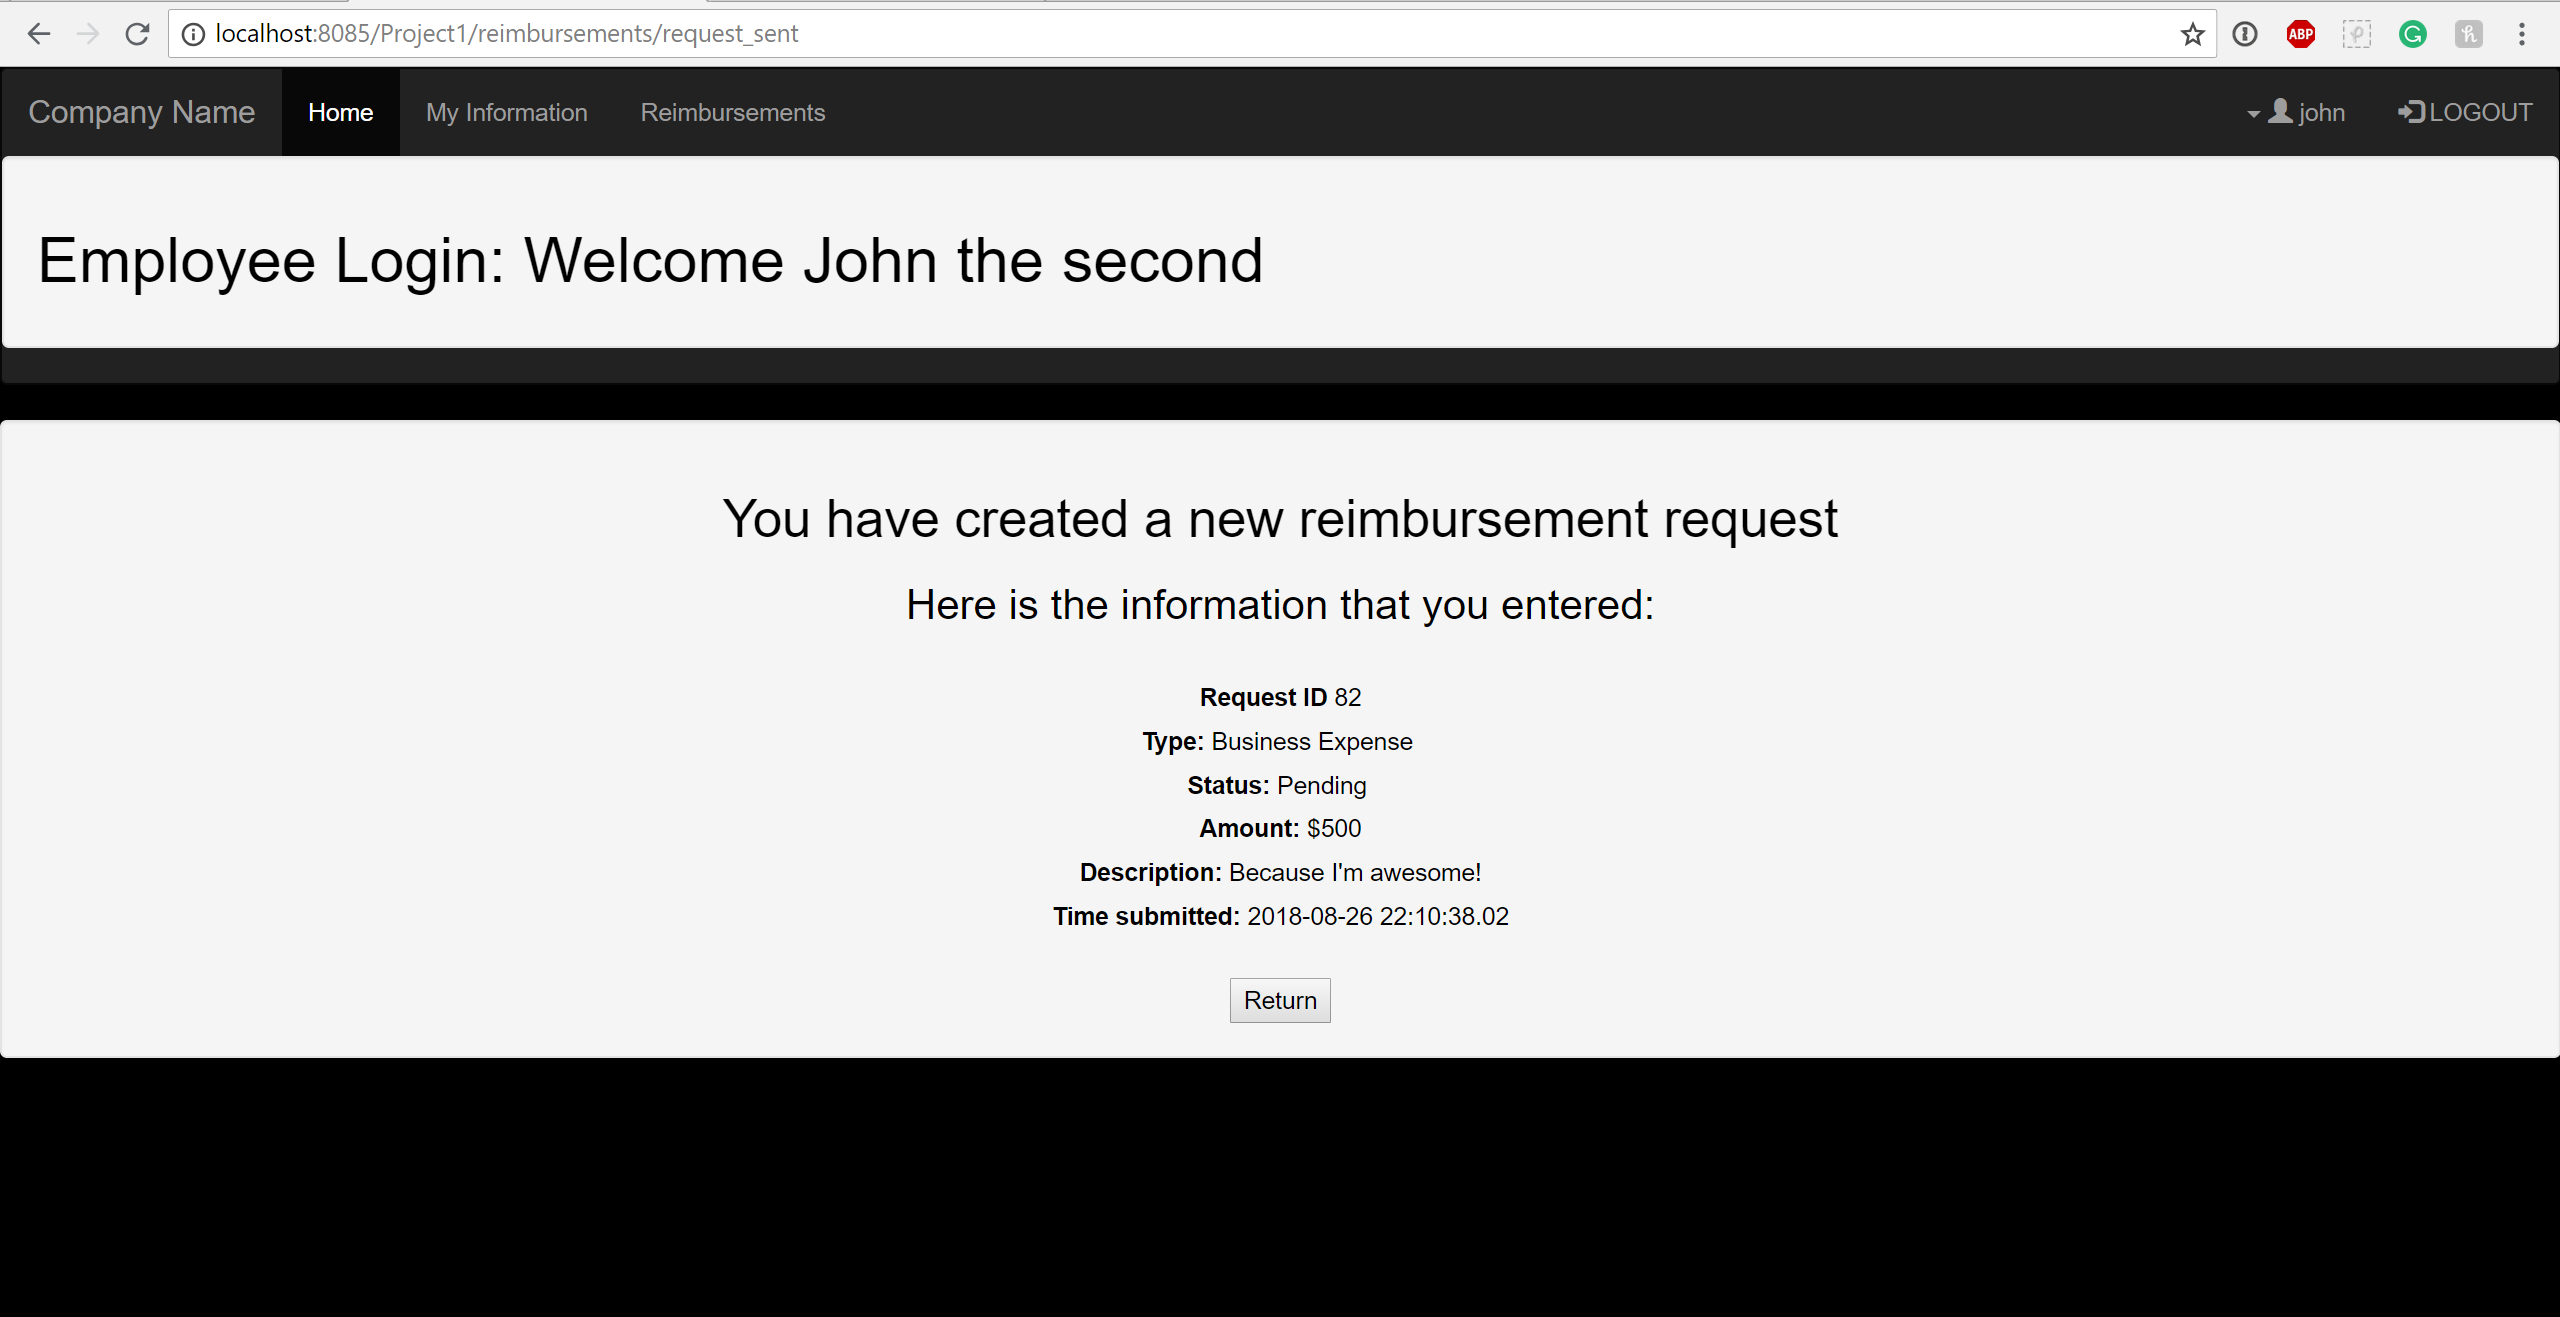 localhost:8085/Project1/reimbursements/request_sent
ABP
Company Name Home My Information Reimbursements john LOGOUT
Employee Login: Welcome John the second
You have created a new reimbursement request
Here is the information that you entered:
Request ID 82
Type: Business Expense
Status: Pending
Amount: $500
Description: Because I'm awesome!
Time submitted: 2018-08-26 22:10:38.02
Return